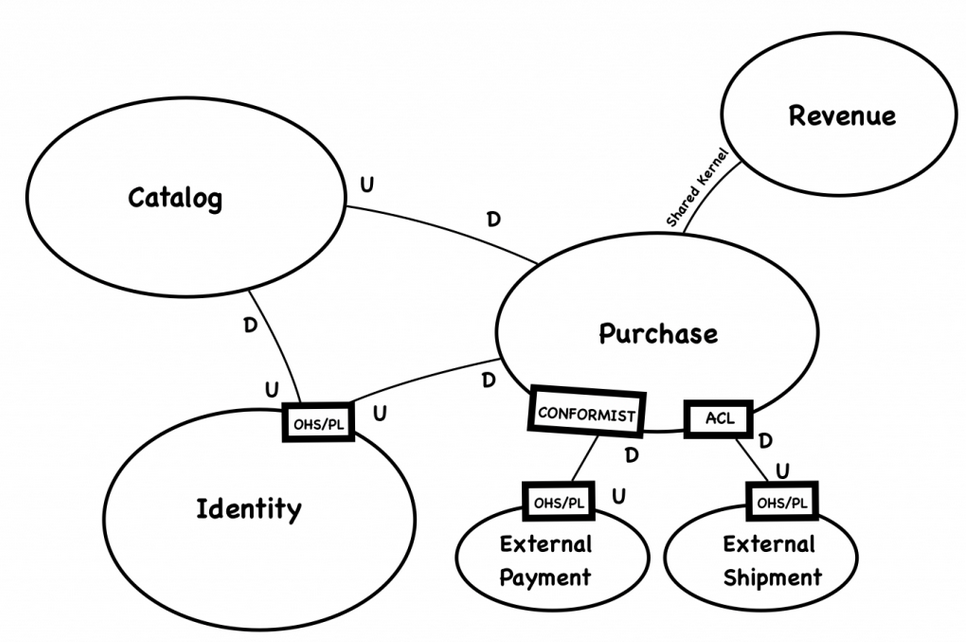 Revenue
Shared Kernel
Catalog
U
D
Purchase
D
U
D
U
OHS/PL
CONFORMIST
ACL
D
D
U
U
OHS/PL
OHS/PL
Identity
External
Payment
External
Shipment